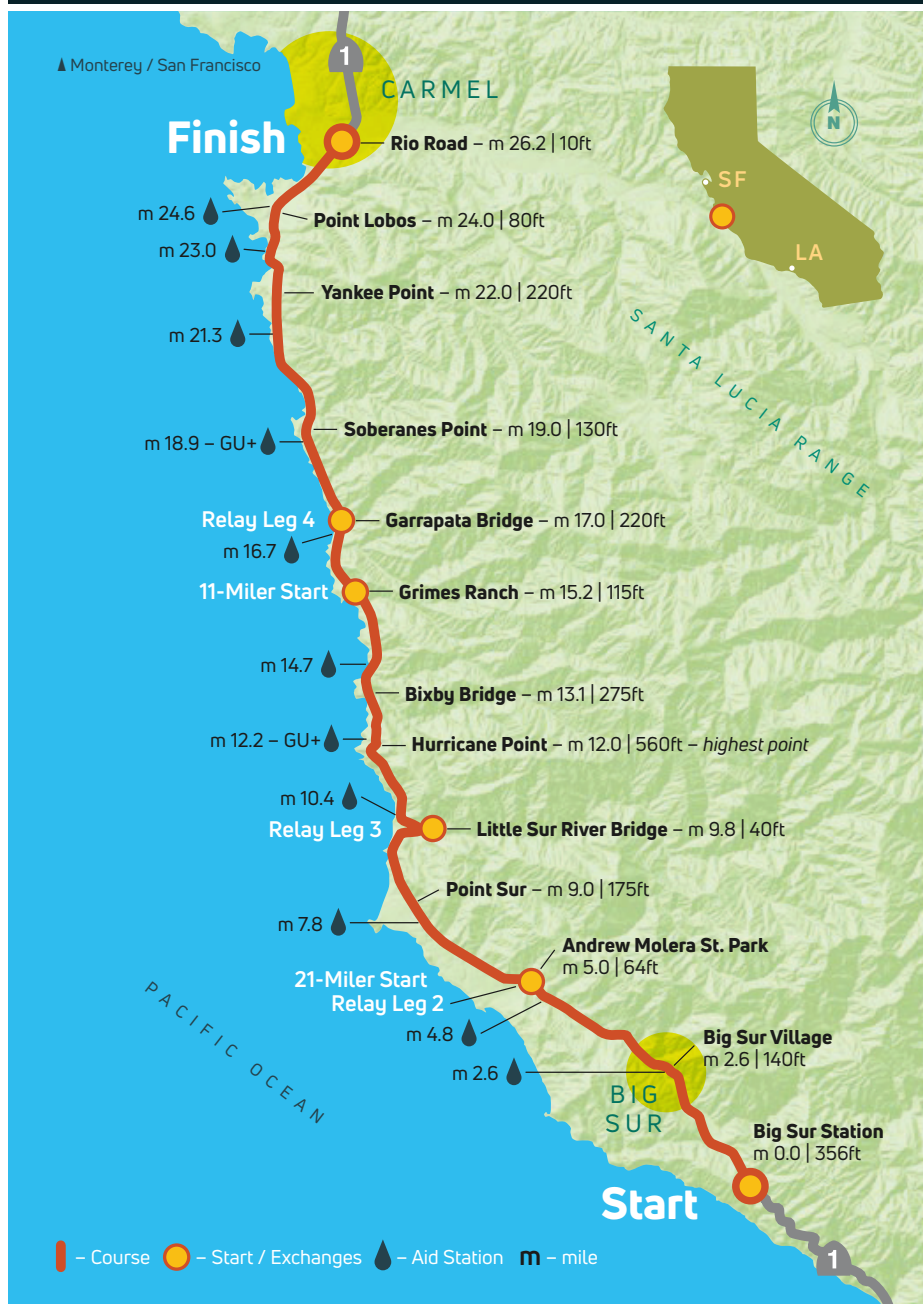 1
Monterey / San Francisco
CARMEL
N
Finish
Rio Road – m 26.2 | 10ft
SF
LA
m 24.6
Point Lobos – m 24.0 | 80ft
m 23.0
Yankee Point – m 22.0 | 220ft
m 21.3
SANTA LUCIA RANGE
Soberanes Point – m 19.0 | 130ft
m 18.9 – GU+
Relay Leg 4
Garrapata Bridge – m 17.0 | 220ft
m 16.7
11-Miler Start
Grimes Ranch – m 15.2 | 115ft
m 14.7
Bixby Bridge – m 13.1 | 275ft
m 12.2 – GU+
Hurricane Point – m 12.0 | 560ft – highest point
m 10.4
Relay Leg 3
Little Sur River Bridge – m 9.8 | 40ft
Point Sur – m 9.0 | 175ft
m 7.8
Andrew Molera St. Park
m 5.0 | 64ft
21-Miler Start
Relay Leg 2
m 4.8
PACIFIC OCEAN
Big Sur Village
m 2.6 | 140ft
m 2.6
BIG
SUR
Big Sur Station
m 0.0 | 356ft
Start
1
– Course
– Start / Exchanges
– Aid Station
m – mile